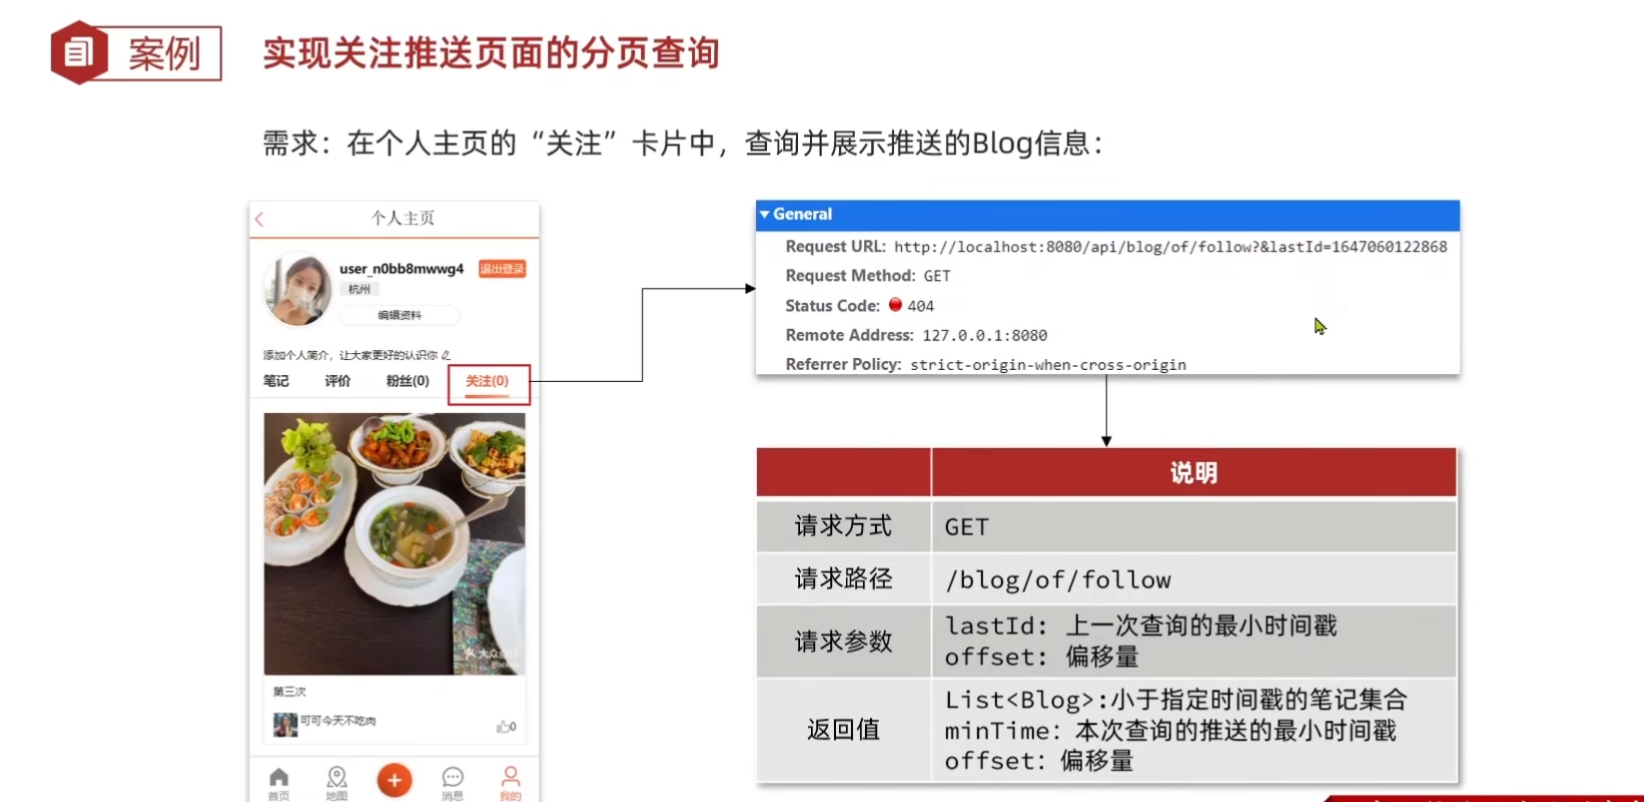 案例
实现关注推送页面的分页查询
需求：在个人主页的“关注”卡片中，查询并展示推送的Blog信息：
个人主页
user_n0bb8mwwg4
退出登录
杭州
编辑资料
添加个人简介，让大家更好的认识你
笔记 评价 粉丝(0) 关注(0)
第三次
可可今天不吃肉
0
首页 地图 消息 我的
General
Request URL: http://localhost:8080/api/blog/of/follow?&lastId=1647060122868
Request Method: GET
Status Code: 404
Remote Address: 127.0.0.1:8080
Referrer Policy: strict-origin-when-cross-origin
说明
请求方式 GET
请求路径 /blog/of/follow
请求参数
lastId: 上一次查询的最小时间戳
offset: 偏移量
返回值
List<Blog>:小于指定时间戳的笔记集合
minTime: 本次查询的推送的最小时间戳
offset: 偏移量